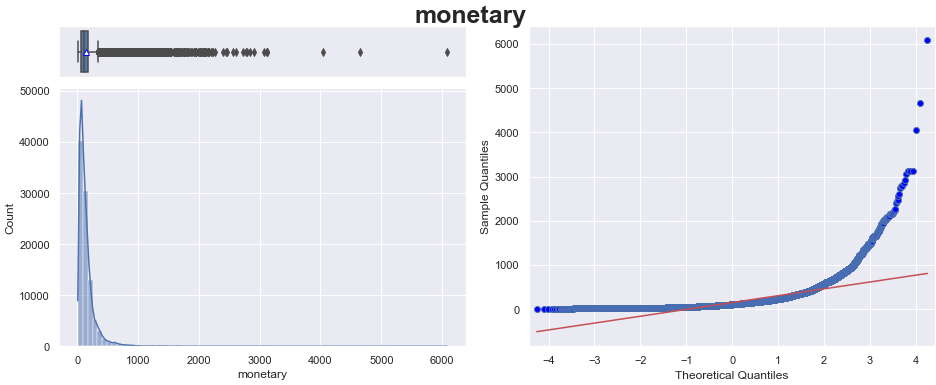 monetary
50000
40000
30000
20000
10000
0
Count
0 1000 2000 3000 4000 5000 6000
monetary
6000
5000
4000
3000
2000
1000
0
Sample Quantiles
−4 −3 −2 −1 0 1 2 3 4
Theoretical Quantiles